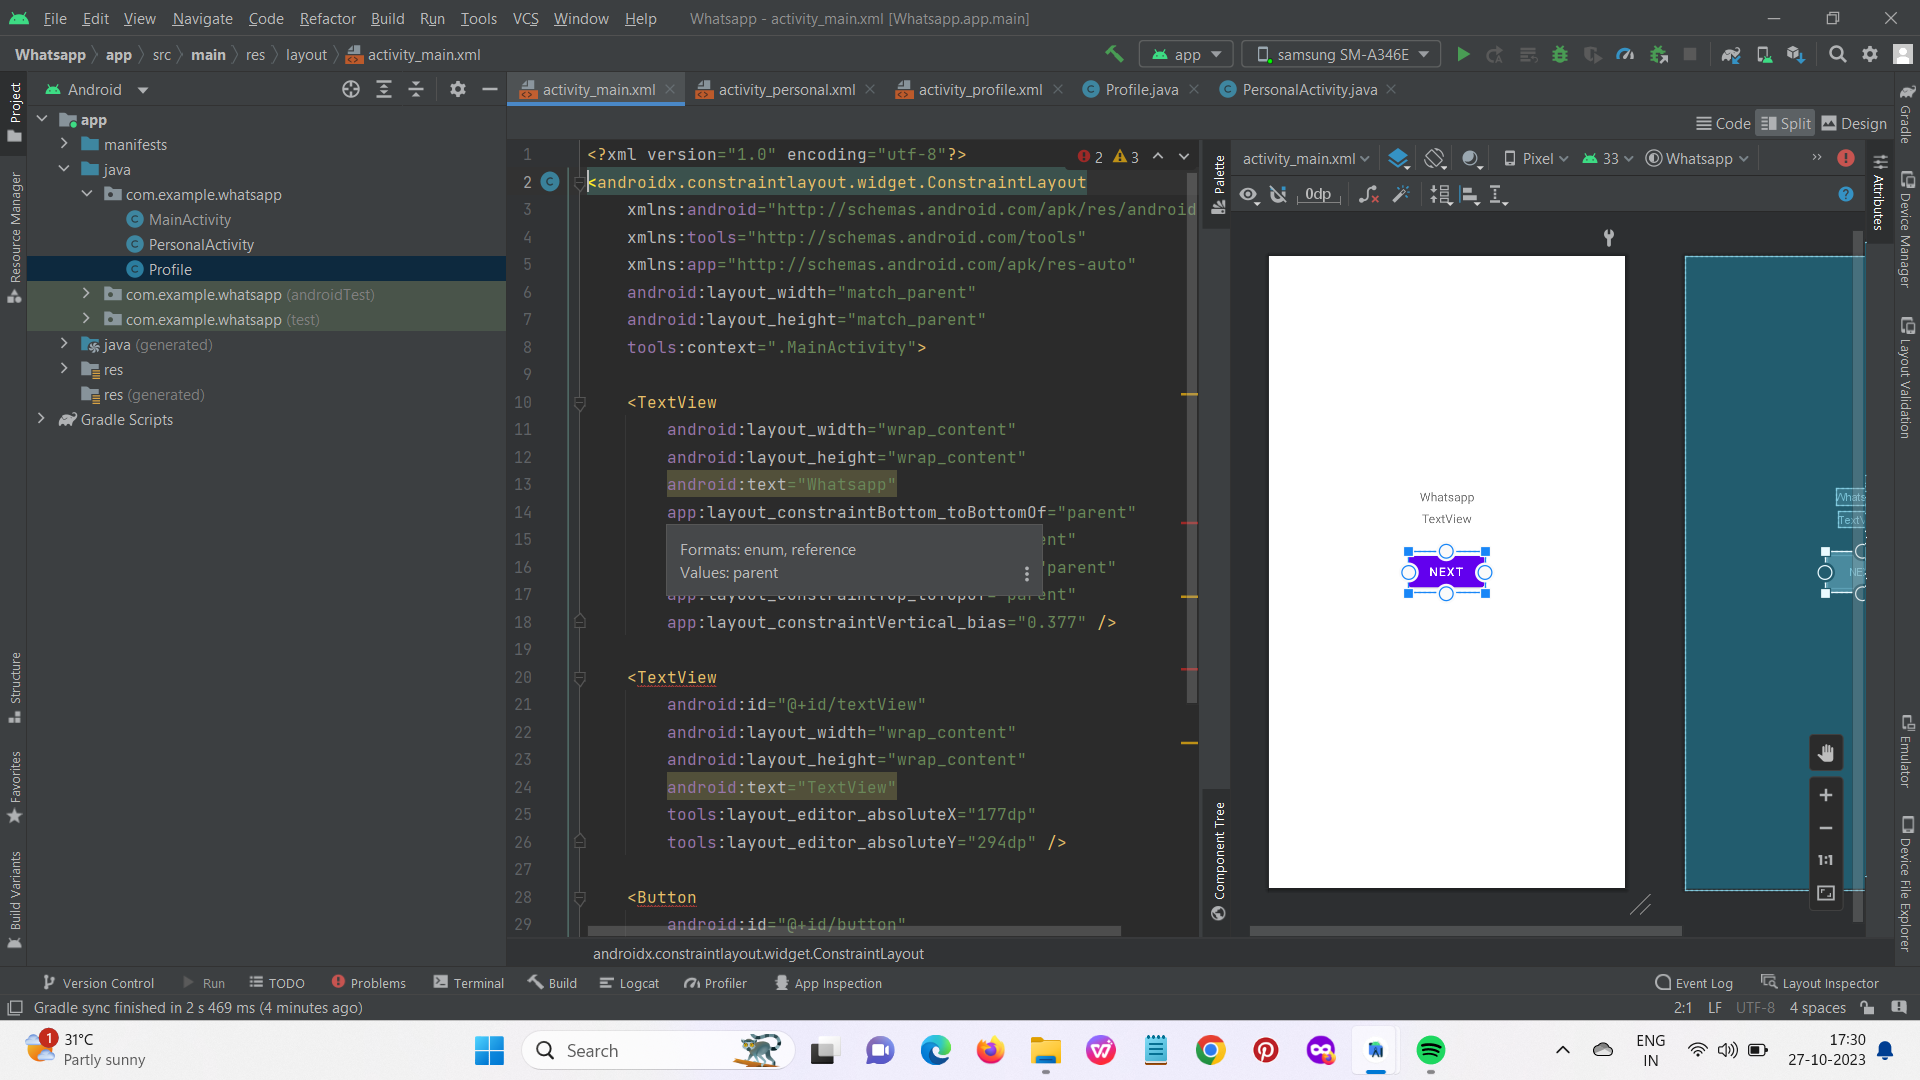 File Edit View Navigate Code Refactor Build Run Tools VCS Window Help Whatsapp - activity_main.xml [Whatsapp.app.main]
Whatsapp app src main res layout activity_main.xml
app samsung SM-A346E
Project
Android
activity_main.xml activity_personal.xml activity_profile.xml Profile.java PersonalActivity.java
Gradle
Code Split Design
app
manifests
java
com.example.whatsapp
MainActivity
PersonalActivity
Profile
com.example.whatsapp (androidTest)
com.example.whatsapp (test)
java (generated)
res
res (generated)
Gradle Scripts
Resource Manager
Structure
Favorites
Build Variants
2 3
1 <?xml version="1.0" encoding="utf-8"?>
2 <androidx.constraintlayout.widget.ConstraintLayout
3 xmlns:android="http://schemas.android.com/apk/res/android
4 xmlns:tools="http://schemas.android.com/tools"
5 xmlns:app="http://schemas.android.com/apk/res-auto"
6 android:layout_width="match_parent"
7 android:layout_height="match_parent"
8 tools:context=".MainActivity">
9
10 <TextView
11 android:layout_width="wrap_content"
12 android:layout_height="wrap_content"
13 android:text="Whatsapp"
14 app:layout_constraintBottom_toBottomOf="parent"
15 ent"
16 "parent"
Formats: enum, reference
Values: parent
17 app:layout_constraintTop_toTopOf="parent"
18 app:layout_constraintVertical_bias="0.377" />
19
20 <TextView
21 android:id="@+id/textView"
22 android:layout_width="wrap_content"
23 android:layout_height="wrap_content"
24 android:text="TextView"
25 tools:layout_editor_absoluteX="177dp"
26 tools:layout_editor_absoluteY="294dp" />
27
28 <Button
29 android:id="@+id/button"
androidx.constraintlayout.widget.ConstraintLayout
Palette
Component Tree
activity_main.xml Pixel 33 Whatsapp
0dp
Whatsapp
TextView
NEXT
Whats
TextV
NE
1:1
Attributes
Device Manager
Layout Validation
Emulator
Device File Explorer
Version Control Run TODO Problems Terminal Build Logcat Profiler App Inspection Event Log Layout Inspector
Gradle sync finished in 2 s 469 ms (4 minutes ago) 2:1 LF UTF-8 4 spaces
1 31°C
Partly sunny
Search
ENG
IN
17:30
27-10-2023